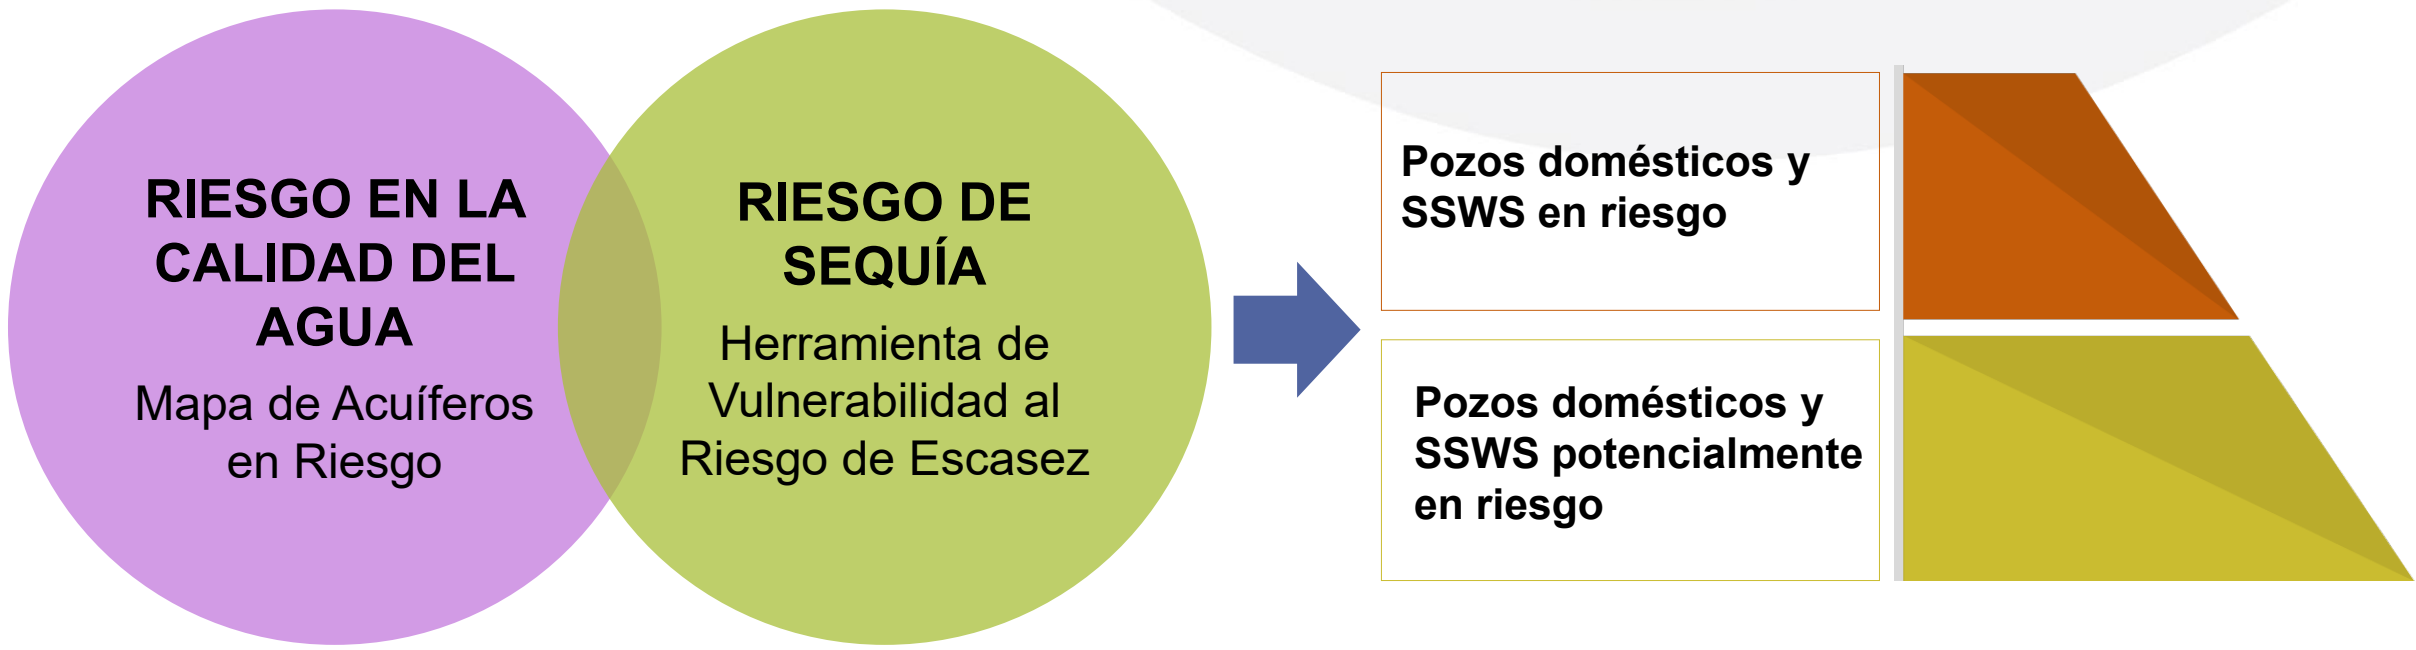 RIESGO EN LA
CALIDAD DEL
AGUA
Mapa de Acuíferos
en Riesgo
RIESGO DE
SEQUÍA
Herramienta de
Vulnerabilidad al
Riesgo de Escasez
Pozos domésticos y
SSWS en riesgo
Pozos domésticos y
SSWS potencialmente
en riesgo